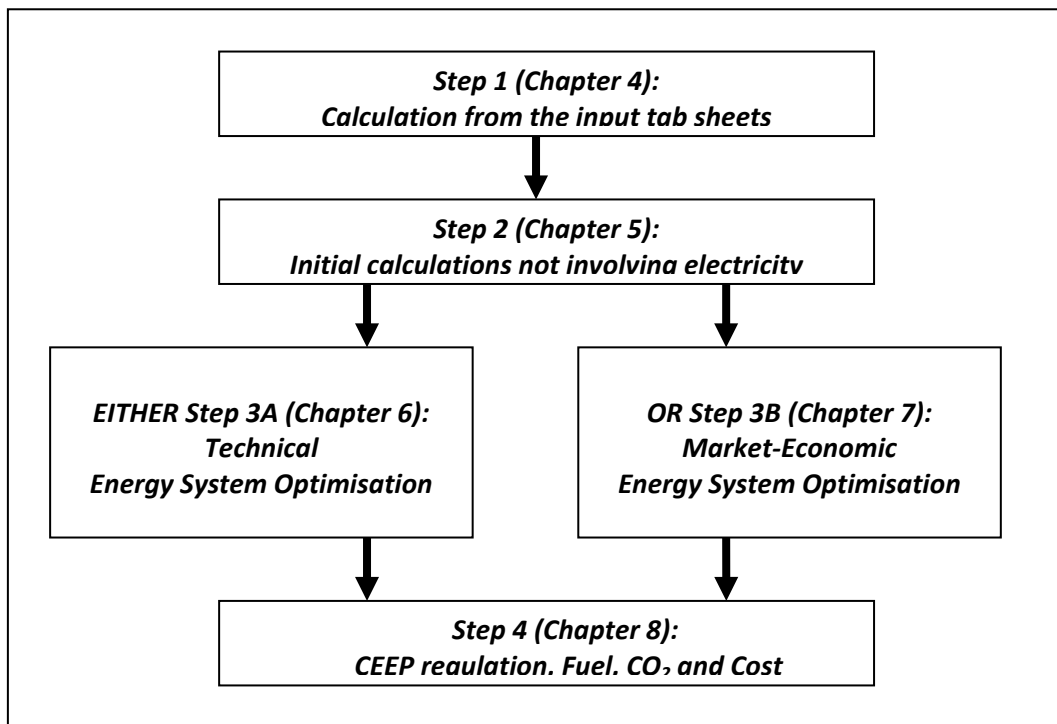 Step 1 (Chapter 4):
Calculation from the input tab sheets
Step 2 (Chapter 5):
Initial calculations not involving electricity
EITHER Step 3A (Chapter 6):
Technical
Energy System Optimisation
OR Step 3B (Chapter 7):
Market-Economic
Energy System Optimisation
Step 4 (Chapter 8):
CEEP regulation, Fuel, CO₂ and Cost